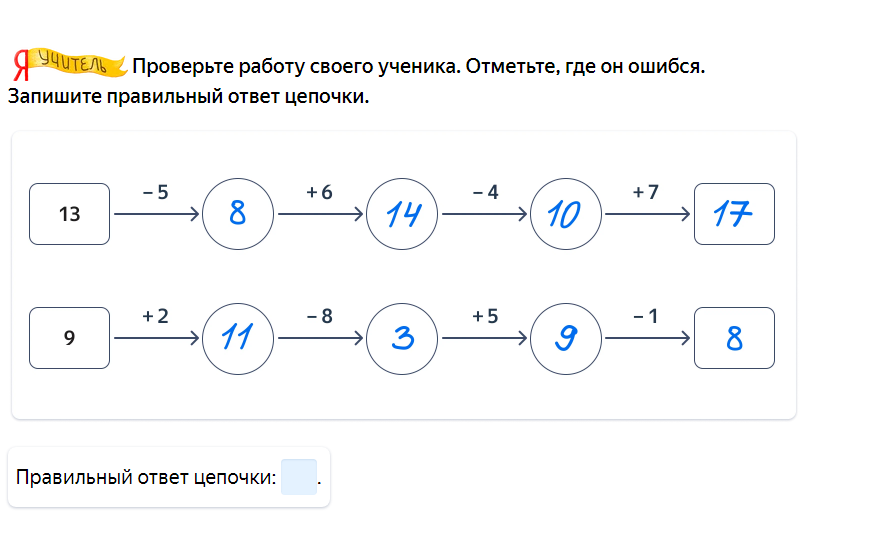 Я УЧИТЕЛЬ Проверьте работу своего ученика. Отметьте, где он ошибся.
Запишите правильный ответ цепочки.
13 – 5 8 + 6 14 – 4 10 + 7 17
9 + 2 11 – 8 3 + 5 9 – 1 8
Правильный ответ цепочки: .